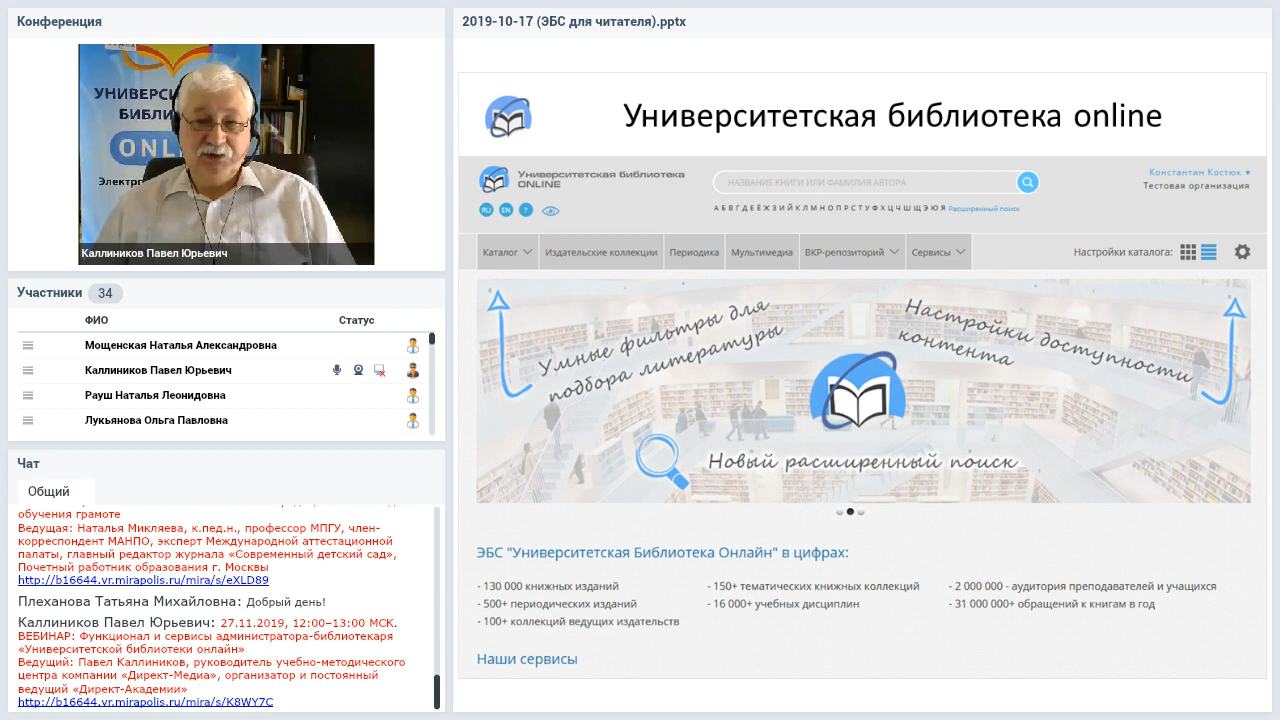 Конференция
УНИВЕРСИ
БИБЛИ
ONL
Электро
Каллиников Павел Юрьевич
Участники 34
ФИО Статус
Мощенская Наталья Александровна
Каллиников Павел Юрьевич
Рауш Наталья Леонидовна
Лукьянова Ольга Павловна
Чат
Общий
обучения грамоте
Ведущая: Наталья Микляева, к.пед.н., профессор МПГУ, член-
корреспондент МАНПО, эксперт Международной аттестационной
палаты, главный редактор журнала «Современный детский сад»,
Почетный работник образования г. Москвы
http://b16644.vr.mirapolis.ru/mira/s/eXLD89
Плеханова Татьяна Михайловна: Добрый день!
Каллиников Павел Юрьевич: 27.11.2019, 12:00–13:00 МСК.
ВЕБИНАР: Функционал и сервисы администратора-библиотекаря
«Университетской библиотеки онлайн»
Ведущий: Павел Каллиников, руководитель учебно-методического
центра компании «Директ-Медиа», организатор и постоянный
ведущий «Директ-Академии»
http://b16644.vr.mirapolis.ru/mira/s/K8WY7C
2019-10-17 (ЭБС для читателя).pptx
Университетская библиотека online
Университетская библиотека
ONLINE
НАЗВАНИЕ КНИГИ ИЛИ ФАМИЛИЯ АВТОРА
Константин Костюк ▾
Тестовая организация
RU EN ?
А Б В Г Д Е Ё Ж З И Й К Л М Н О П Р С Т У Ф Х Ц Ч Ш Щ Э Ю Я Расширенный поиск
Каталог Издательские коллекции Периодика Мультимедиа ВКР-репозиторий Сервисы Настройки каталога:
Умные фильтры для
подбора литературы
Настройки доступности
контента
Новый расширенный поиск
ЭБС "Университетская Библиотека Онлайн" в цифрах:
- 130 000 книжных изданий - 150+ тематических книжных коллекций - 2 000 000 - аудитория преподавателей и учащихся
- 500+ периодических изданий - 16 000+ учебных дисциплин - 31 000 000+ обращений к книгам в год
- 100+ коллекций ведущих издательств
Наши сервисы